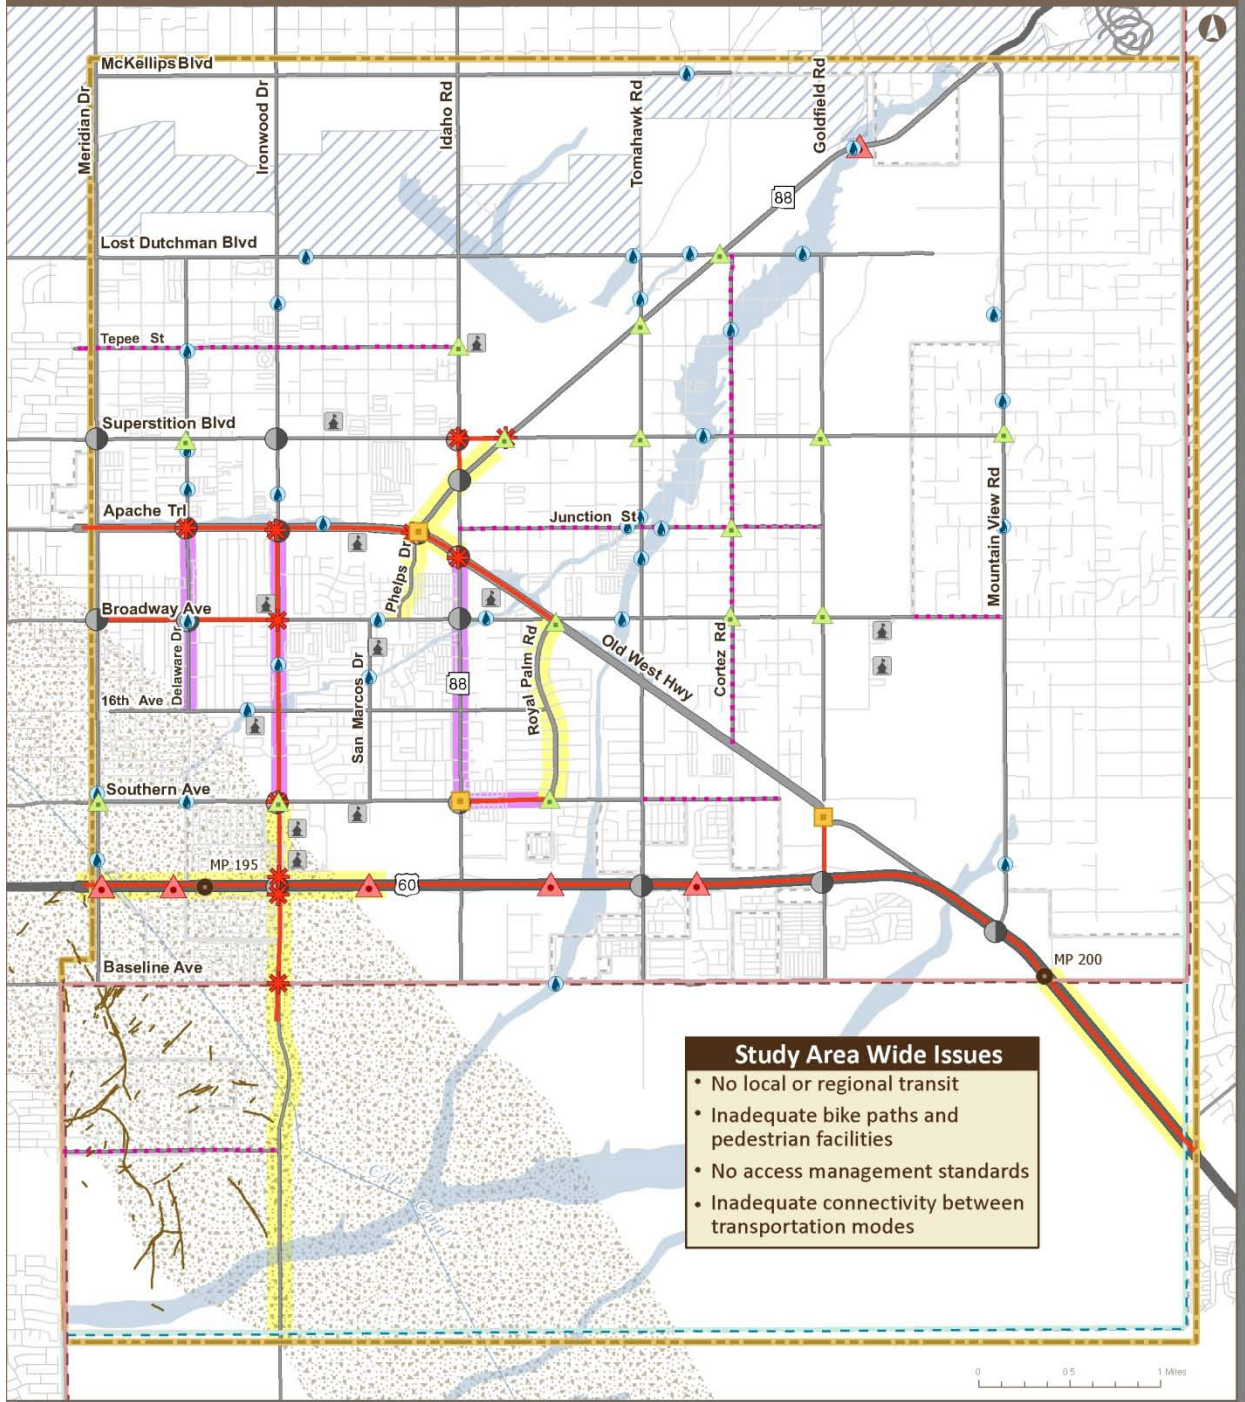 McKellips Blvd
Meridian Dr
Ironwood Dr
Idaho Rd
Tomahawk Rd
Goldfield Rd
88
Lost Dutchman Blvd
Tepee St
Superstition Blvd
Apache Trl
Junction St
Mountain View Rd
Phelps Dr
Broadway Ave
Delaware Dr
San Marcos Dr
Royal Palm Rd
Old West Hwy
Cortez Rd
16th Ave
88
Southern Ave
MP 195
60
Baseline Ave
MP 200
Study Area Wide Issues
• No local or regional transit
• Inadequate bike paths and
pedestrian facilities
• No access management standards
• Inadequate connectivity between
transportation modes
CAP Canal
0 0.5 1 Miles